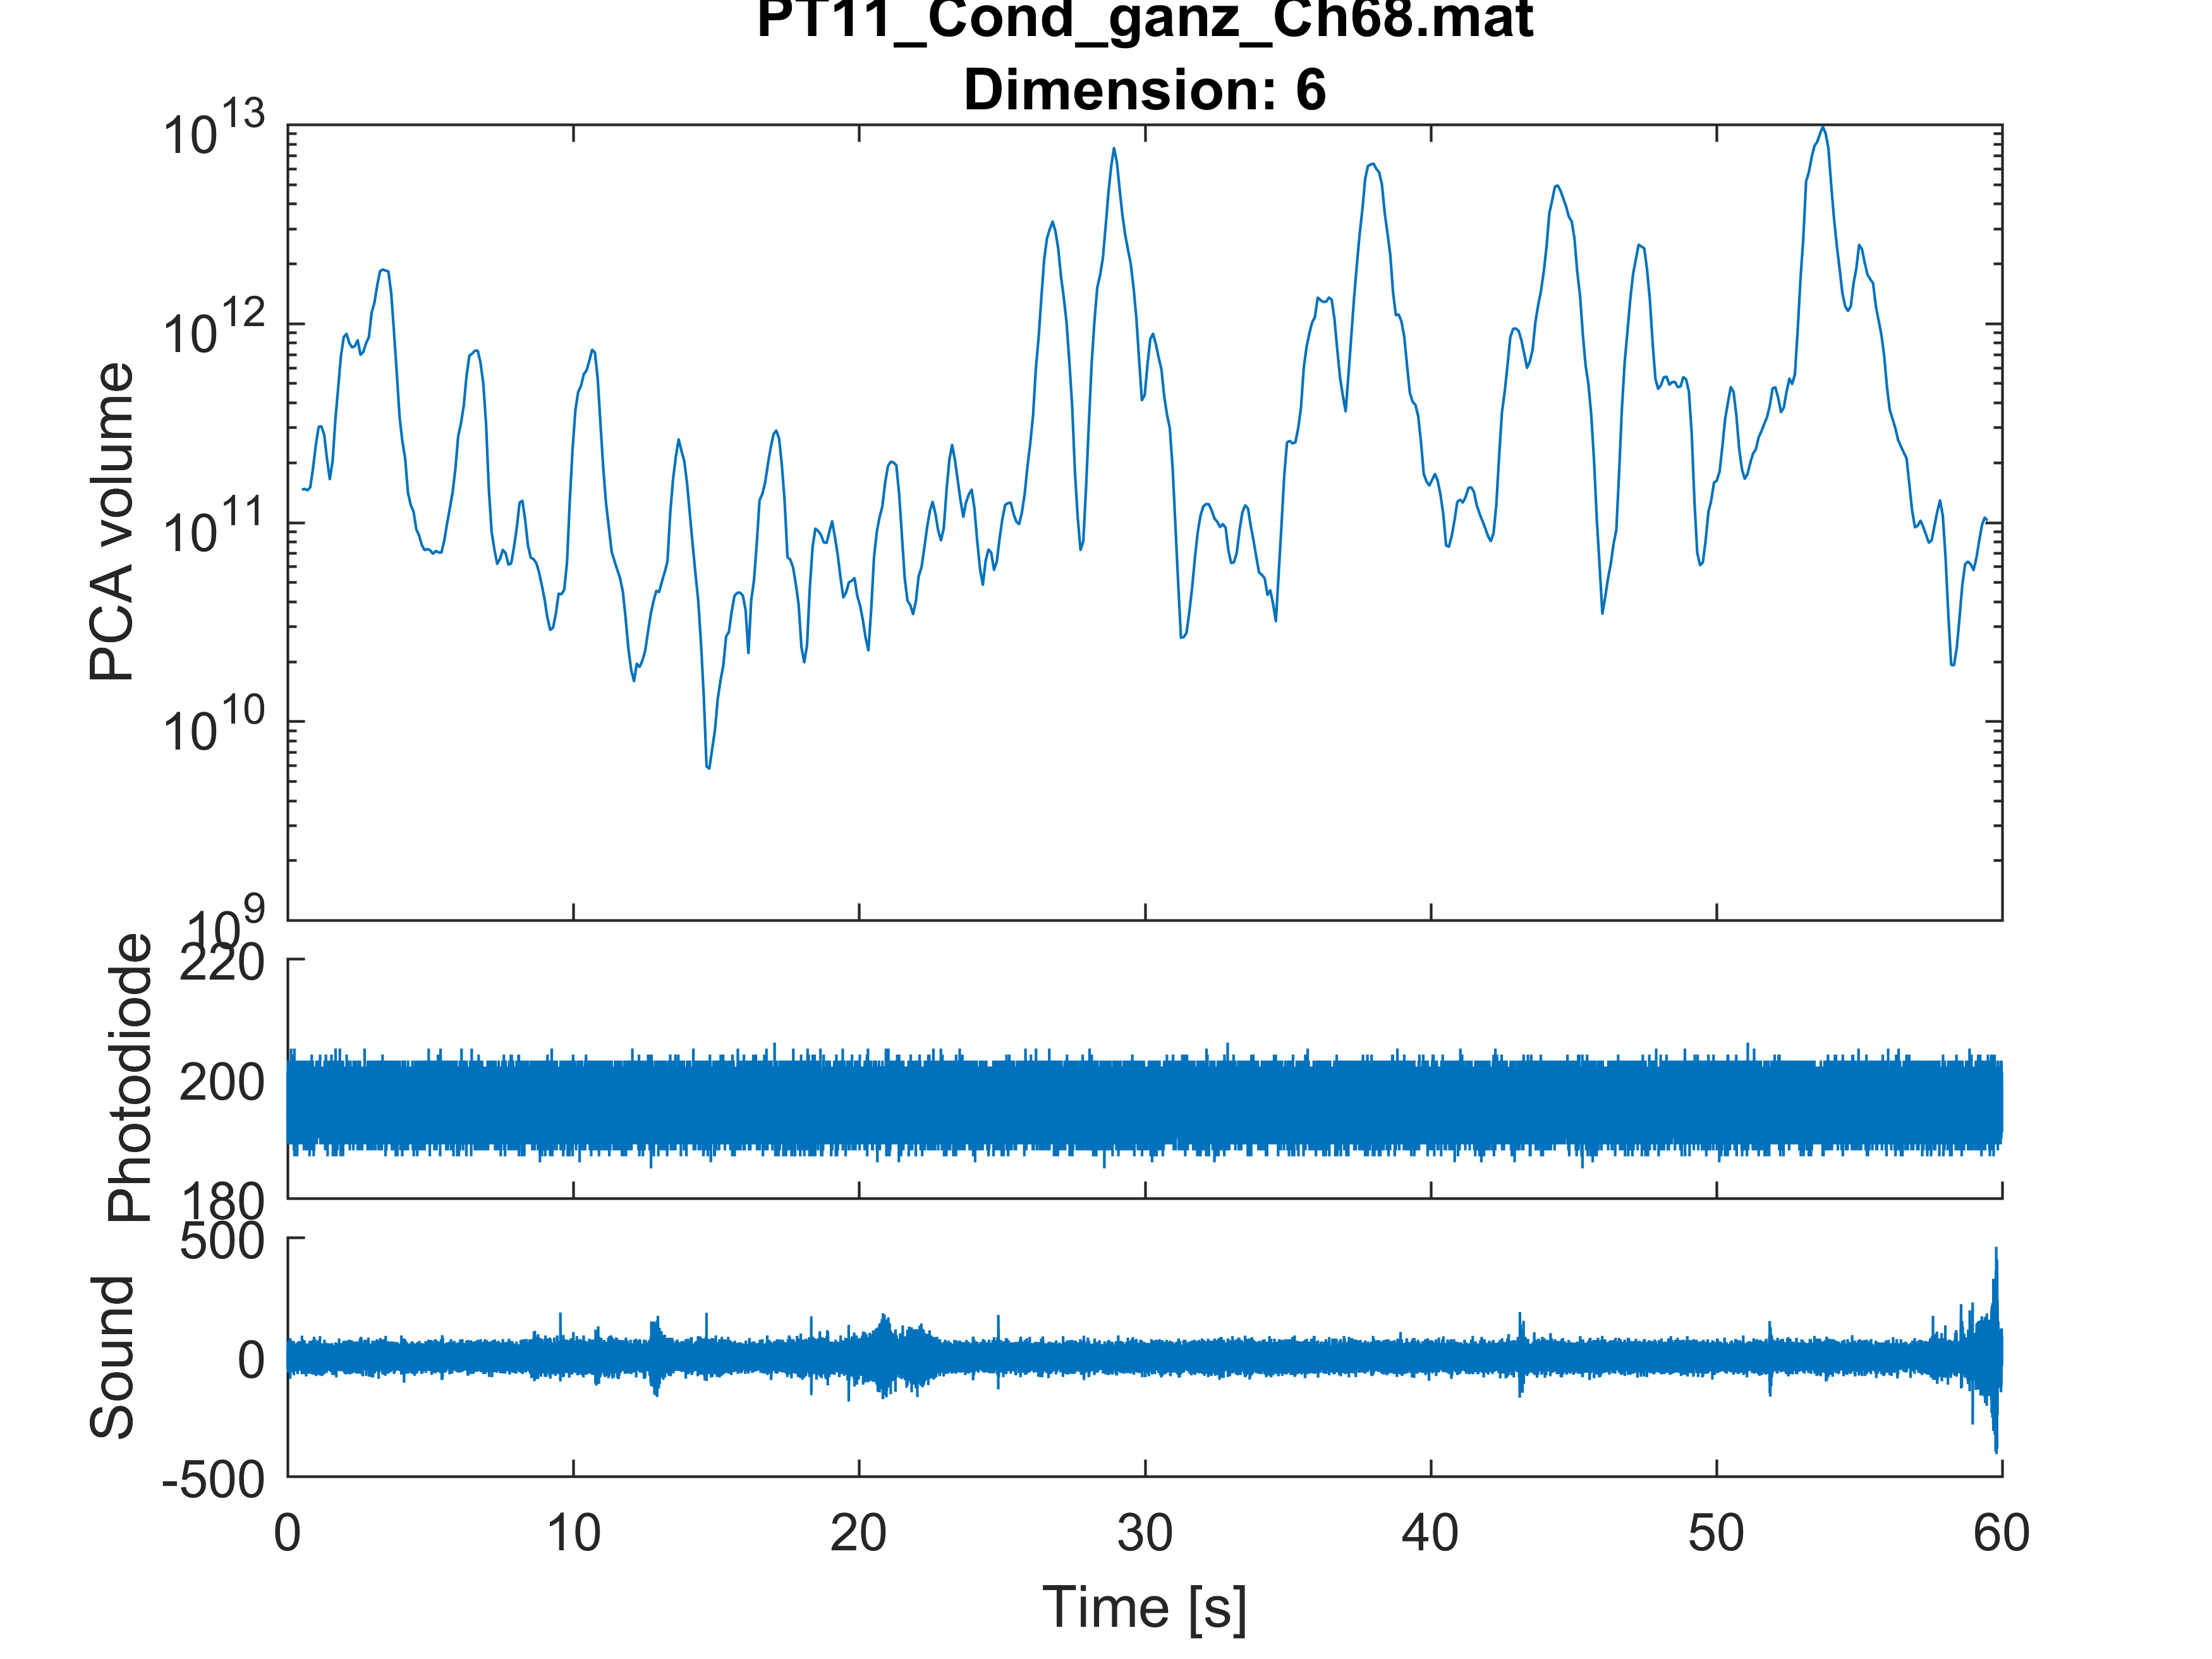 PT11_Cond_ganz_Ch68.mat
Dimension: 6
10^13
10^12
10^11
10^10
10^9
PCA volume
220
200
180
Photodiode
500
0
-500
Sound
0 10 20 30 40 50 60
Time [s]